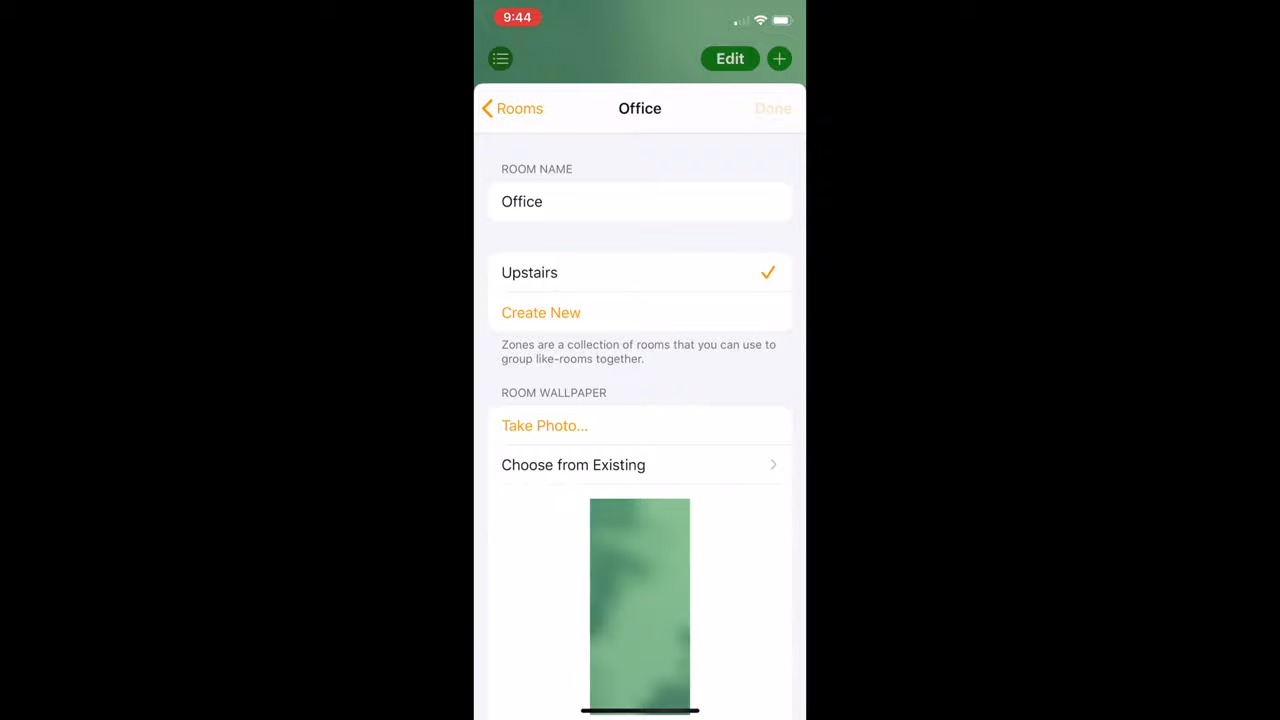 9:44
Edit
Rooms
Office
Done
ROOM NAME
Office
Upstairs
Create New
Zones are a collection of rooms that you can use to
group like-rooms together.
ROOM WALLPAPER
Take Photo...
Choose from Existing